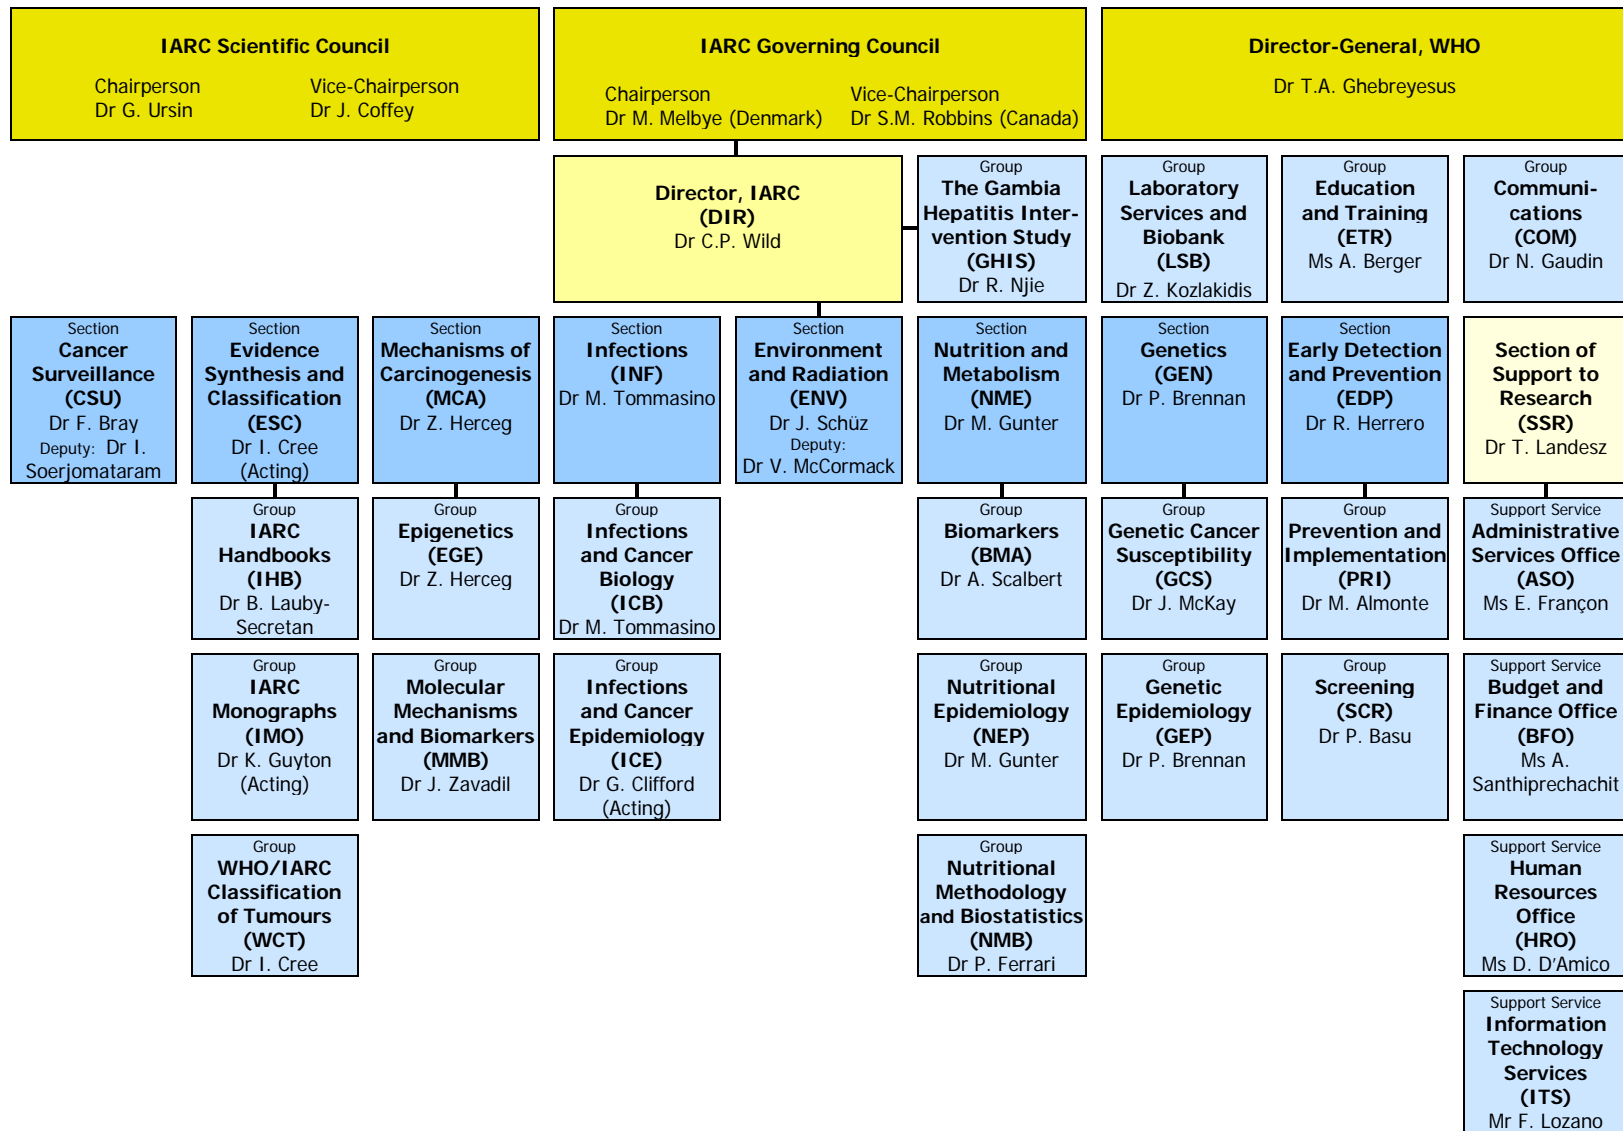 IARC Scientific Council
Chairperson Vice-Chairperson
Dr G. Ursin Dr J. Coffey
IARC Governing Council
Chairperson Vice-Chairperson
Dr M. Melbye (Denmark) Dr S.M. Robbins (Canada)
Director-General, WHO
Dr T.A. Ghebreyesus
Director, IARC
(DIR)
Dr C.P. Wild
Group
The Gambia
Hepatitis Inter-
vention Study
(GHIS)
Dr R. Njie
Group
Laboratory
Services and
Biobank
(LSB)
Dr Z. Kozlakidis
Group
Education
and Training
(ETR)
Ms A. Berger
Group
Communi-
cations
(COM)
Dr N. Gaudin
Section
Cancer
Surveillance
(CSU)
Dr F. Bray
Deputy: Dr I.
Soerjomataram
Section
Evidence
Synthesis and
Classification
(ESC)
Dr I. Cree
(Acting)
Section
Mechanisms of
Carcinogenesis
(MCA)
Dr Z. Herceg
Section
Infections
(INF)
Dr M. Tommasino
Section
Environment
and Radiation
(ENV)
Dr J. Schüz
Deputy:
Dr V. McCormack
Section
Nutrition and
Metabolism
(NME)
Dr M. Gunter
Section
Genetics
(GEN)
Dr P. Brennan
Section
Early Detection
and Prevention
(EDP)
Dr R. Herrero
Section of
Support to
Research
(SSR)
Dr T. Landesz
Group
IARC
Handbooks
(IHB)
Dr B. Lauby-
Secretan
Group
Epigenetics
(EGE)
Dr Z. Herceg
Group
Infections
and Cancer
Biology
(ICB)
Dr M. Tommasino
Group
Biomarkers
(BMA)
Dr A. Scalbert
Group
Genetic Cancer
Susceptibility
(GCS)
Dr J. McKay
Group
Prevention and
Implementation
(PRI)
Dr M. Almonte
Support Service
Administrative
Services Office
(ASO)
Ms E. Françon
Group
IARC
Monographs
(IMO)
Dr K. Guyton
(Acting)
Group
Molecular
Mechanisms
and Biomarkers
(MMB)
Dr J. Zavadil
Group
Infections
and Cancer
Epidemiology
(ICE)
Dr G. Clifford
(Acting)
Group
Nutritional
Epidemiology
(NEP)
Dr M. Gunter
Group
Genetic
Epidemiology
(GEP)
Dr P. Brennan
Group
Screening
(SCR)
Dr P. Basu
Support Service
Budget and
Finance Office
(BFO)
Ms A.
Santhiprechachit
Group
WHO/IARC
Classification
of Tumours
(WCT)
Dr I. Cree
Group
Nutritional
Methodology
and Biostatistics
(NMB)
Dr P. Ferrari
Support Service
Human
Resources
Office
(HRO)
Ms D. D'Amico
Support Service
Information
Technology
Services
(ITS)
Mr F. Lozano